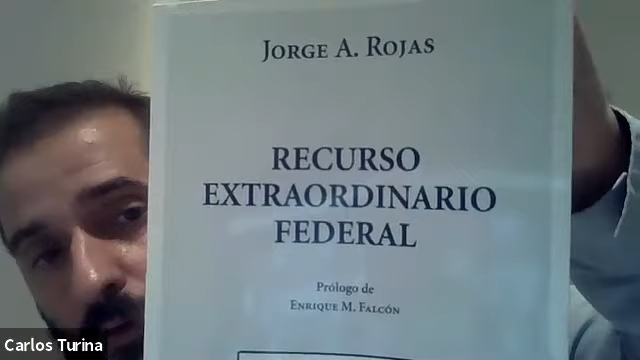 JORGE A. ROJAS
RECURSO
EXTRAORDINARIO
FEDERAL
Prólogo de
ENRIQUE M. FALCÓN
Carlos Turina